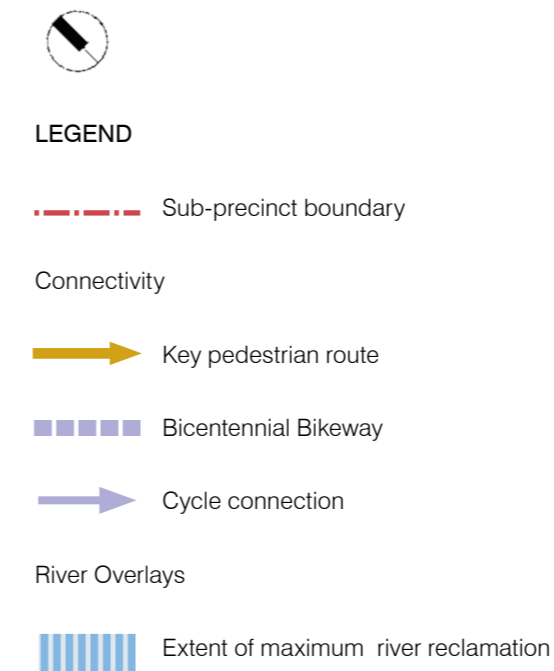 LEGEND
Sub-precinct boundary
Connectivity
Key pedestrian route
Bicentennial Bikeway
Cycle connection
River Overlays
Extent of maximum river reclamation